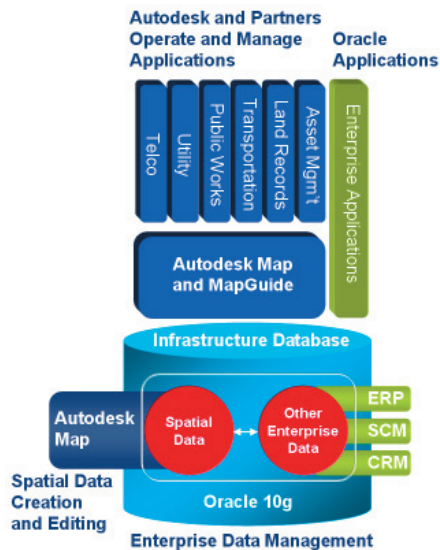 Autodesk and Partners
Operate and Manage
Applications
Oracle
Applications
Telco
Utility
Public Works
Transportation
Land Records
Asset Mgm't
Enterprise Applications
Autodesk Map
and MapGuide
Infrastructure Database
Autodesk
Map
Spatial
Data
Other
Enterprise
Data
ERP
SCM
CRM
Spatial Data
Creation
and Editing
Oracle 10g
Enterprise Data Management